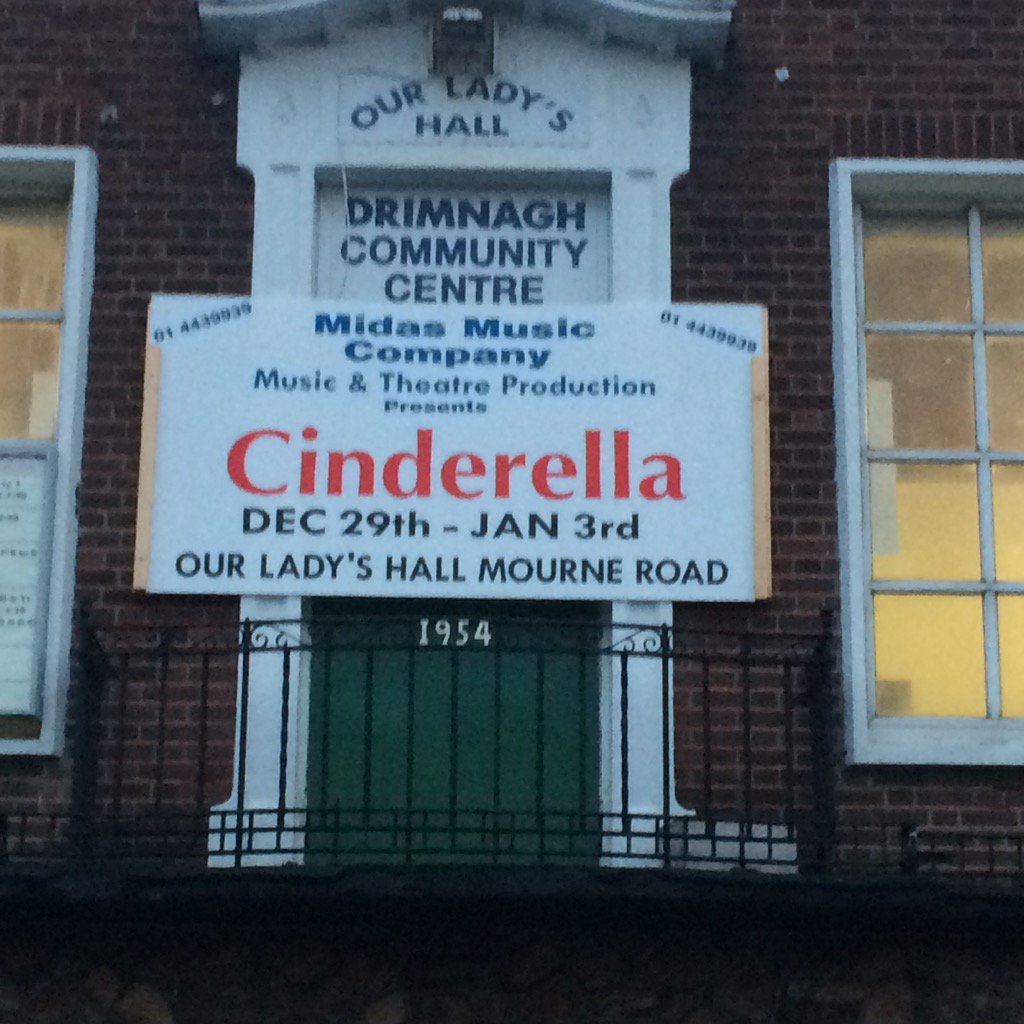 OUR LADY'S
HALL
DRIMNAGH
COMMUNITY
CENTRE
01 4439939
01 4439939
Midas Music
Company
Music & Theatre Production
Presents
Cinderella
DEC 29th - JAN 3rd
OUR LADY'S HALL MOURNE ROAD
1954